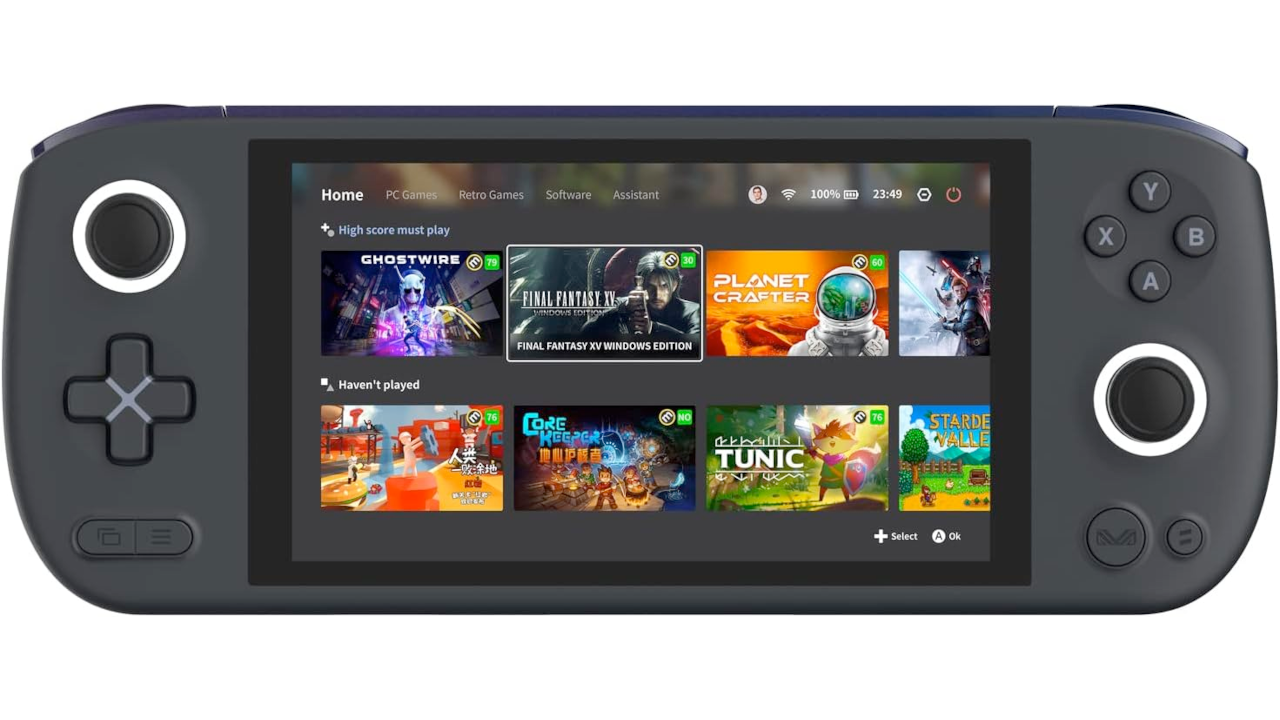 Home PC Games Retro Games Software Assistant 100% 23:49
High score must play
GHOSTWIRE 79
30
FINAL FANTASY XV
WINDOWS EDITION
FINAL FANTASY XV WINDOWS EDITION
60
PLANET
CRAFTER
Haven't played
76
人类
一败涂地
NO
CORE
KEEPER
地心护核者
76
TUNIC
STARDE
VALLE
Select A Ok
Y
X
B
A